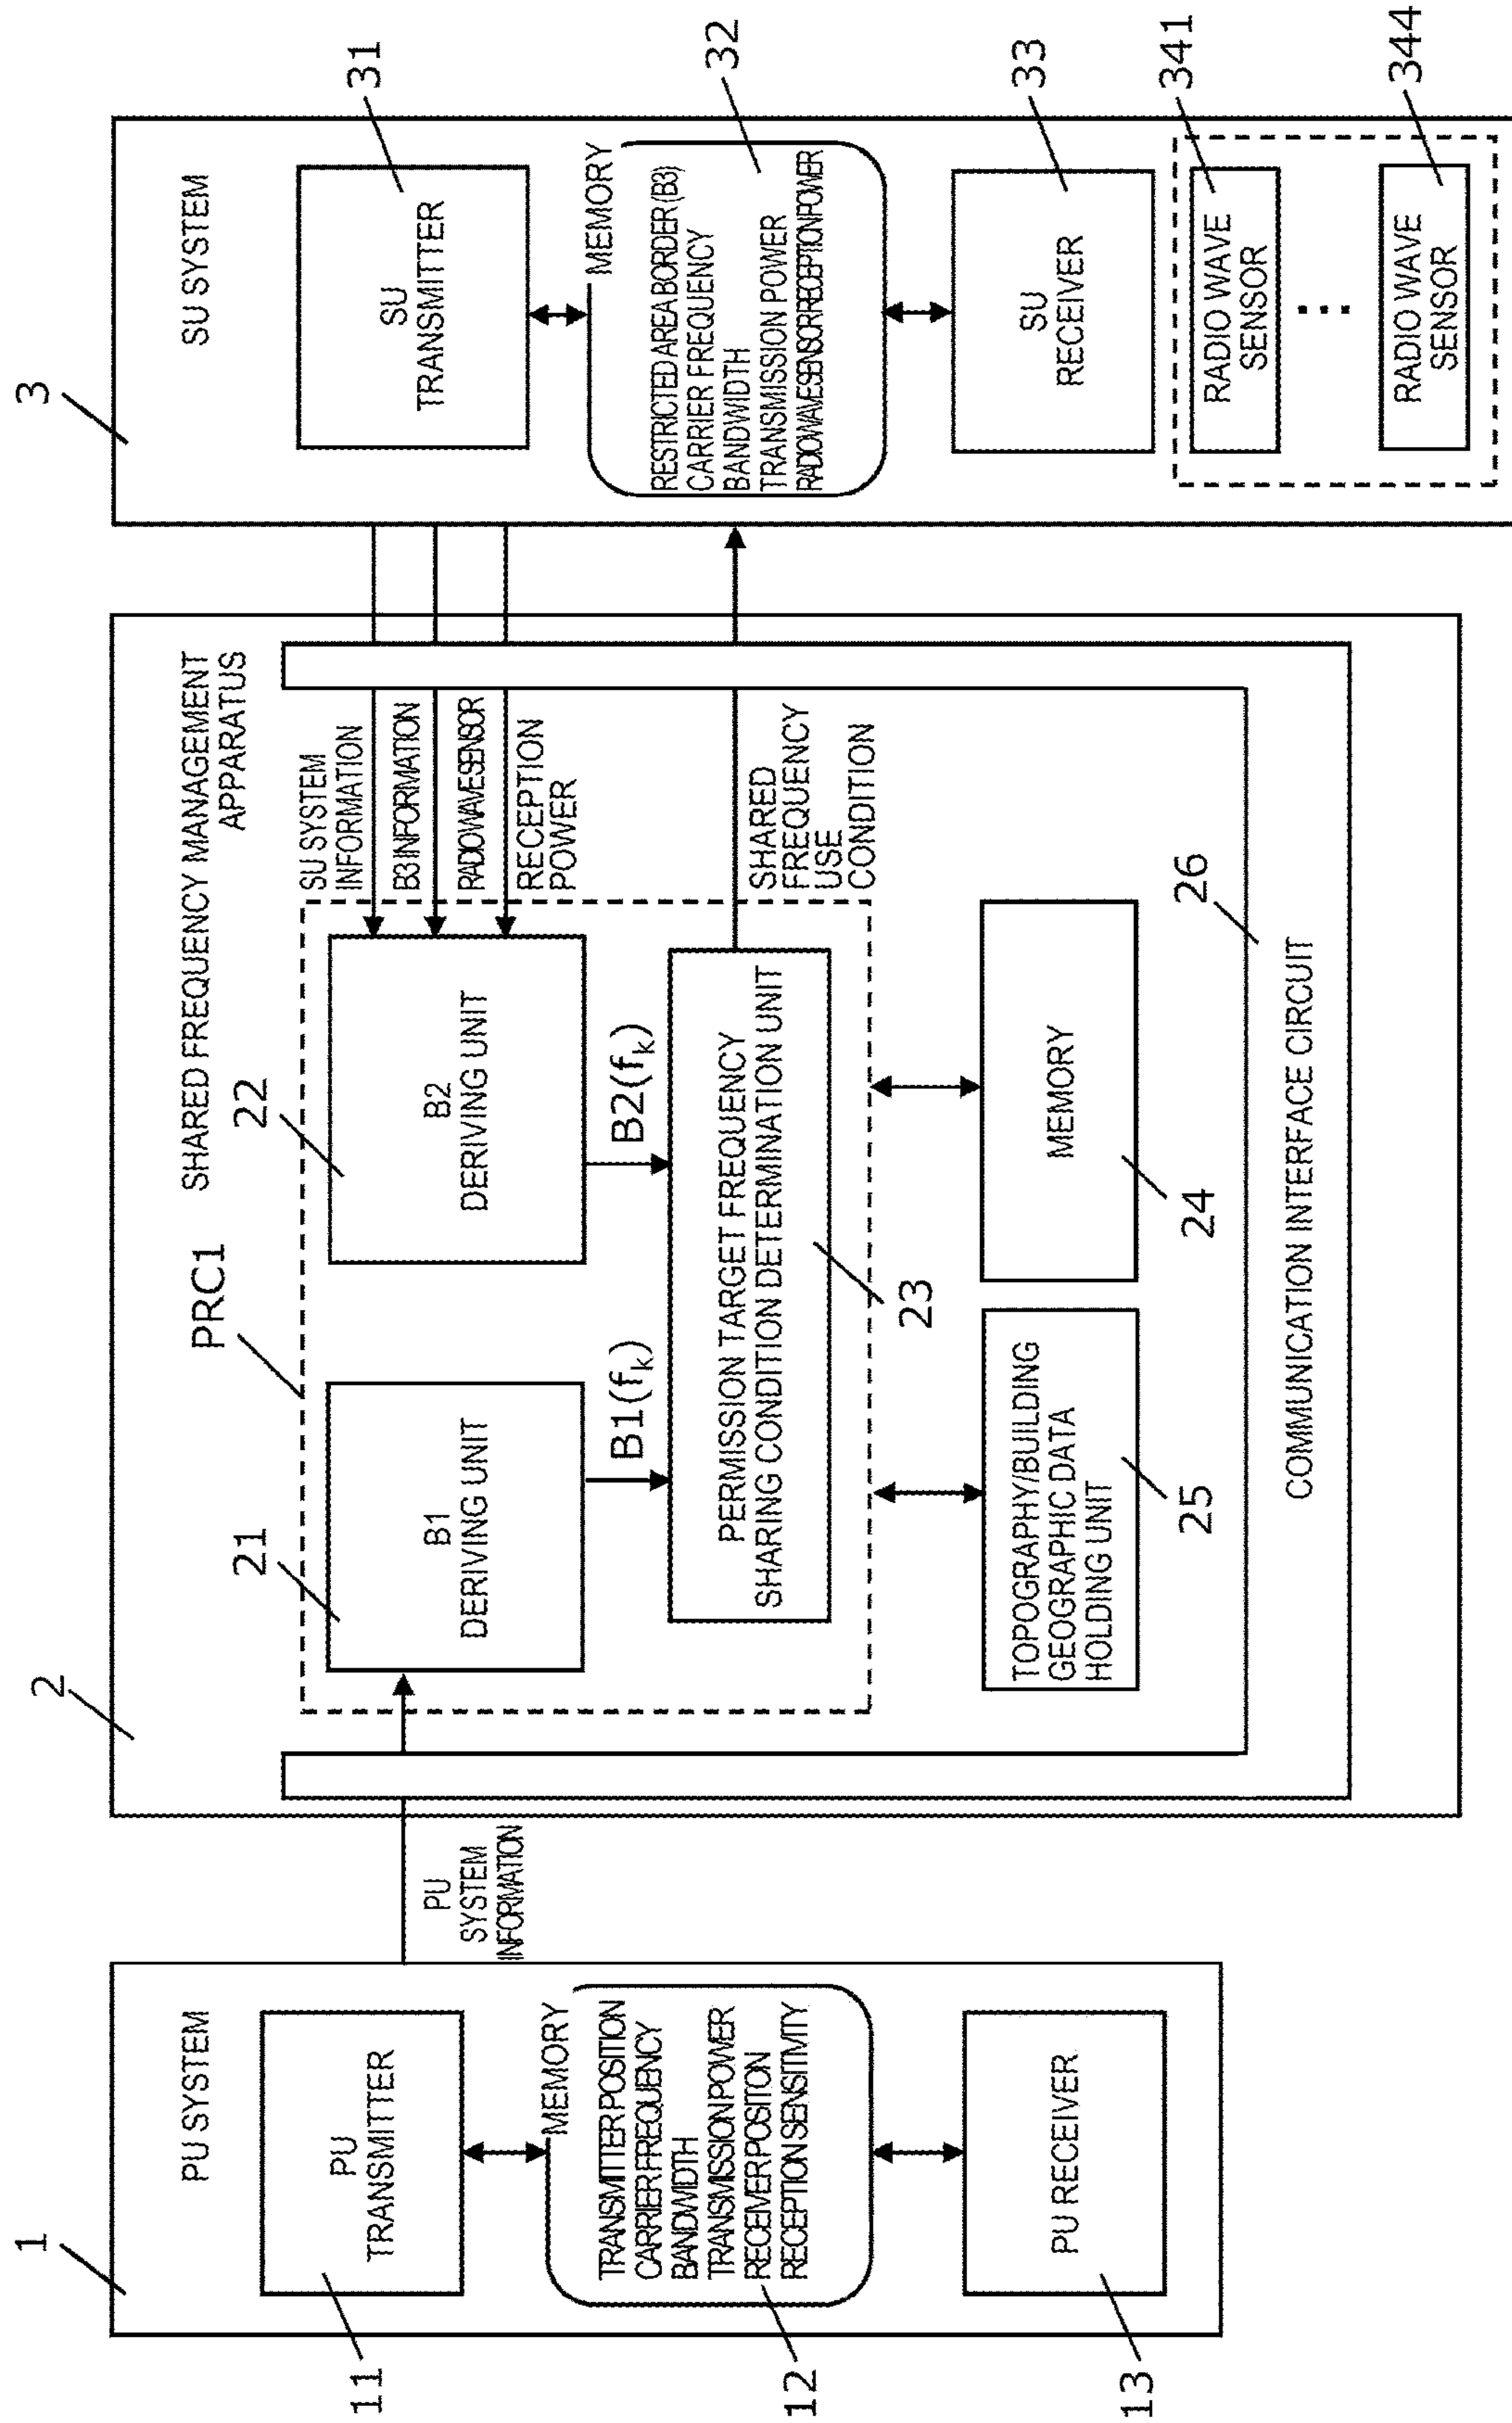 1
PU SYSTEM
11
PU
TRANSMITTER
MEMORY
TRANSMITTER POSITION
CARRIER FREQUENCY
BANDWIDTH
TRANSMISSION POWER
RECEIVER POSITON
RECEPTION SENSITIVITY
12
PU RECEIVER
13
PU
SYSTEM
INFORMATION
2
SHARED FREQUENCY MANAGEMENT
APPARATUS
PRC1
21
B1
DERIVING UNIT
22
B2
DERIVING UNIT
SU SYSTEM
INFORMATION
B3 INFORMATION
RADIO WAVE SENSOR
RECEPTION
POWER
B1(fk)
B2(fk)
PERMISSION TARGET FREQUENCY
SHARING CONDITION DETERMINATION UNIT
23
SHARED
FREQUENCY
USE
CONDITION
TOPOGRAPHY/BUILDING
GEOGRAPHIC DATA
HOLDING UNIT
25
MEMORY
24
26
COMMUNICATION INTERFACE CIRCUIT
3
SU SYSTEM
SU
TRANSMITTER
31
MEMORY
RESTRICTED AREA BORDER (B3)
CARRIER FREQUENCY
BANDWIDTH
TRANSMISSION POWER
RADIO WAVE SENSOR RECEPTION POWER
32
SU
RECEIVER
33
RADIO WAVE
SENSOR
341
RADIO WAVE
SENSOR
344